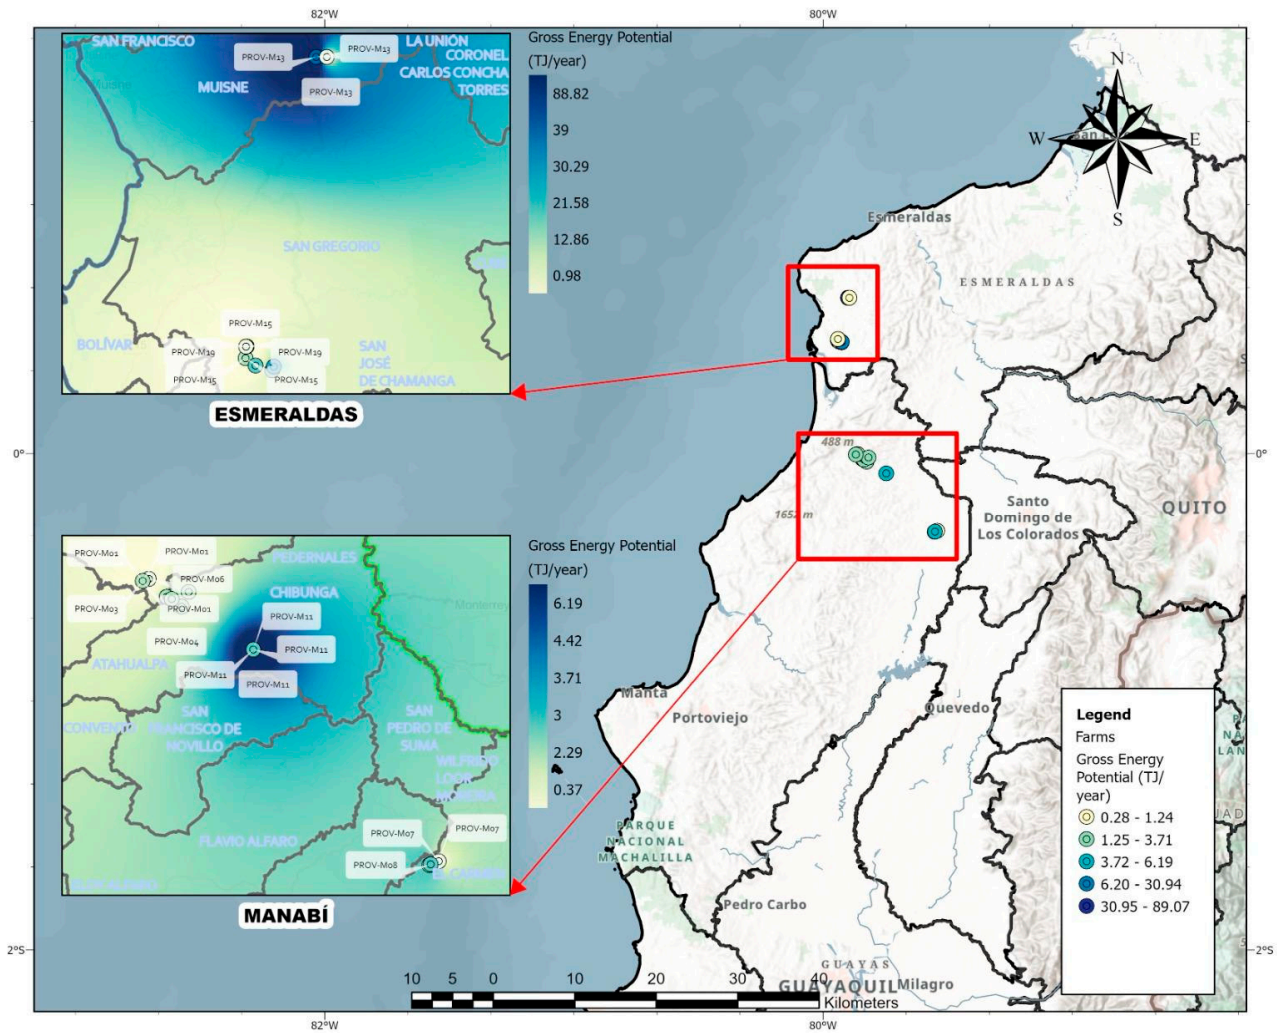 82°W
80°W
SAN FRANCISCO
LA UNIÓN
CORONEL
CARLOS CONCHA
TORRES
PROV-M13
PROV-M13
PROV-M13
MUISNE
Muisne
SAN GREGORIO
PROV-M15
BOLÍVAR
PROV-M19
PROV-M19
PROV-M15
PROV-M15
SAN
JOSÉ
DE CHAMANGA
ESMERALDAS
Gross Energy Potential
(TJ/year)
88.82
39
30.29
21.58
12.86
0.98
N
W
E
S
San
Esmeraldas
ESMERALDAS
0°
0°
488 m
1652 m
Santo
Domingo de
Los Colorados
QUITO
PROV-M01
PROV-M01
PEDERNALES
PROV-M06
CHIBUNGA
Monterrey
PROV-M03
PROV-M01
PROV-M11
PROV-M04
PROV-M11
ATAHUALPA
PROV-M11
PROV-M11
CONVENTO
SAN
FRANCISCO DE
NOVILLO
SAN
PEDRO DE
SUMA
WILFRIDO
LOOR
MOREIRA
FLAVIO ALFARO
PROV-M07
PROV-M07
PROV-M08
EL CARMEN
MANABÍ
Gross Energy Potential
(TJ/year)
6.19
4.42
3.71
3
2.29
0.37
Manta
Portoviejo
Quevedo
PARQUE
NACIONAL
MACHALILLA
Pedro Carbo
GUAYAS
GUAYAQUIL
Milagro
Legend
Farms
Gross Energy
Potential (TJ/
year)
0.28 - 1.24
1.25 - 3.71
3.72 - 6.19
6.20 - 30.94
30.95 - 89.07
2°S
2°S
10 5 0 10 20 30 40
Kilometers
82°W
80°W